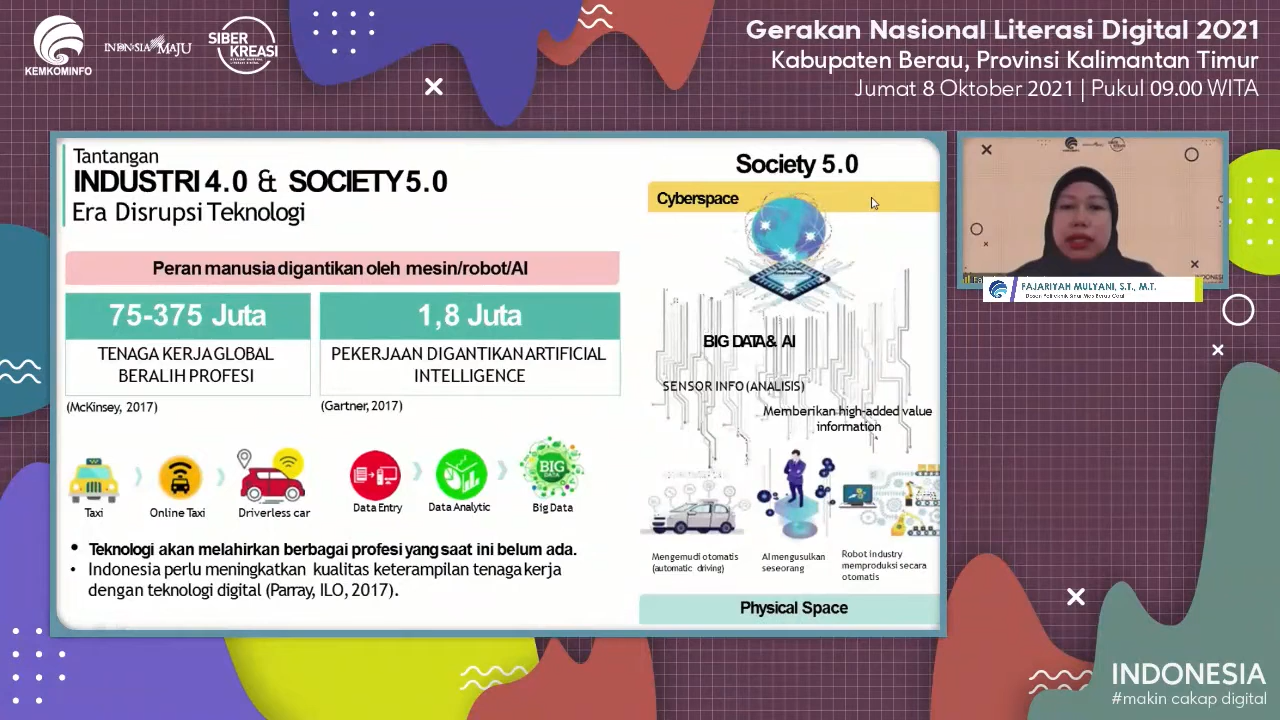 KEMKOMINFO
INDONESIA MAJU
SIBER
KREASI
Gerakan Nasional Literasi Digital 2021
Kabupaten Berau, Provinsi Kalimantan Timur
Jumat 8 Oktober 2021 | Pukul 09.00 WITA
Tantangan
INDUSTRI 4.0 & SOCIETY 5.0
Era Disrupsi Teknologi
Peran manusia digantikan oleh mesin/robot/AI
75-375 Juta
TENAGA KERJA GLOBAL
BERALIH PROFESI
(McKinsey, 2017)
1,8 Juta
PEKERJAAN DIGANTIKAN ARTIFICIAL
INTELLIGENCE
(Gartner, 2017)
Taxi
Online Taxi
Driverless car
Data Entry
Data Analytic
BIG
DATA
Big Data
• Teknologi akan melahirkan berbagai profesi yang saat ini belum ada.
• Indonesia perlu meningkatkan kualitas keterampilan tenaga kerja
dengan teknologi digital (Parray, ILO, 2017).
Society 5.0
Cyberspace
BIG DATA & AI
SENSOR INFO (ANALISIS)
Memberikan high-added value
information
Mengemudi otomatis
(automatic driving)
AI mengusulkan
seseorang
Robot Industry
memproduksi secara
otomatis
Physical Space
FAJARIYAH MULYANI, S.T., M.T.
INDONESIA
#makin cakap digital